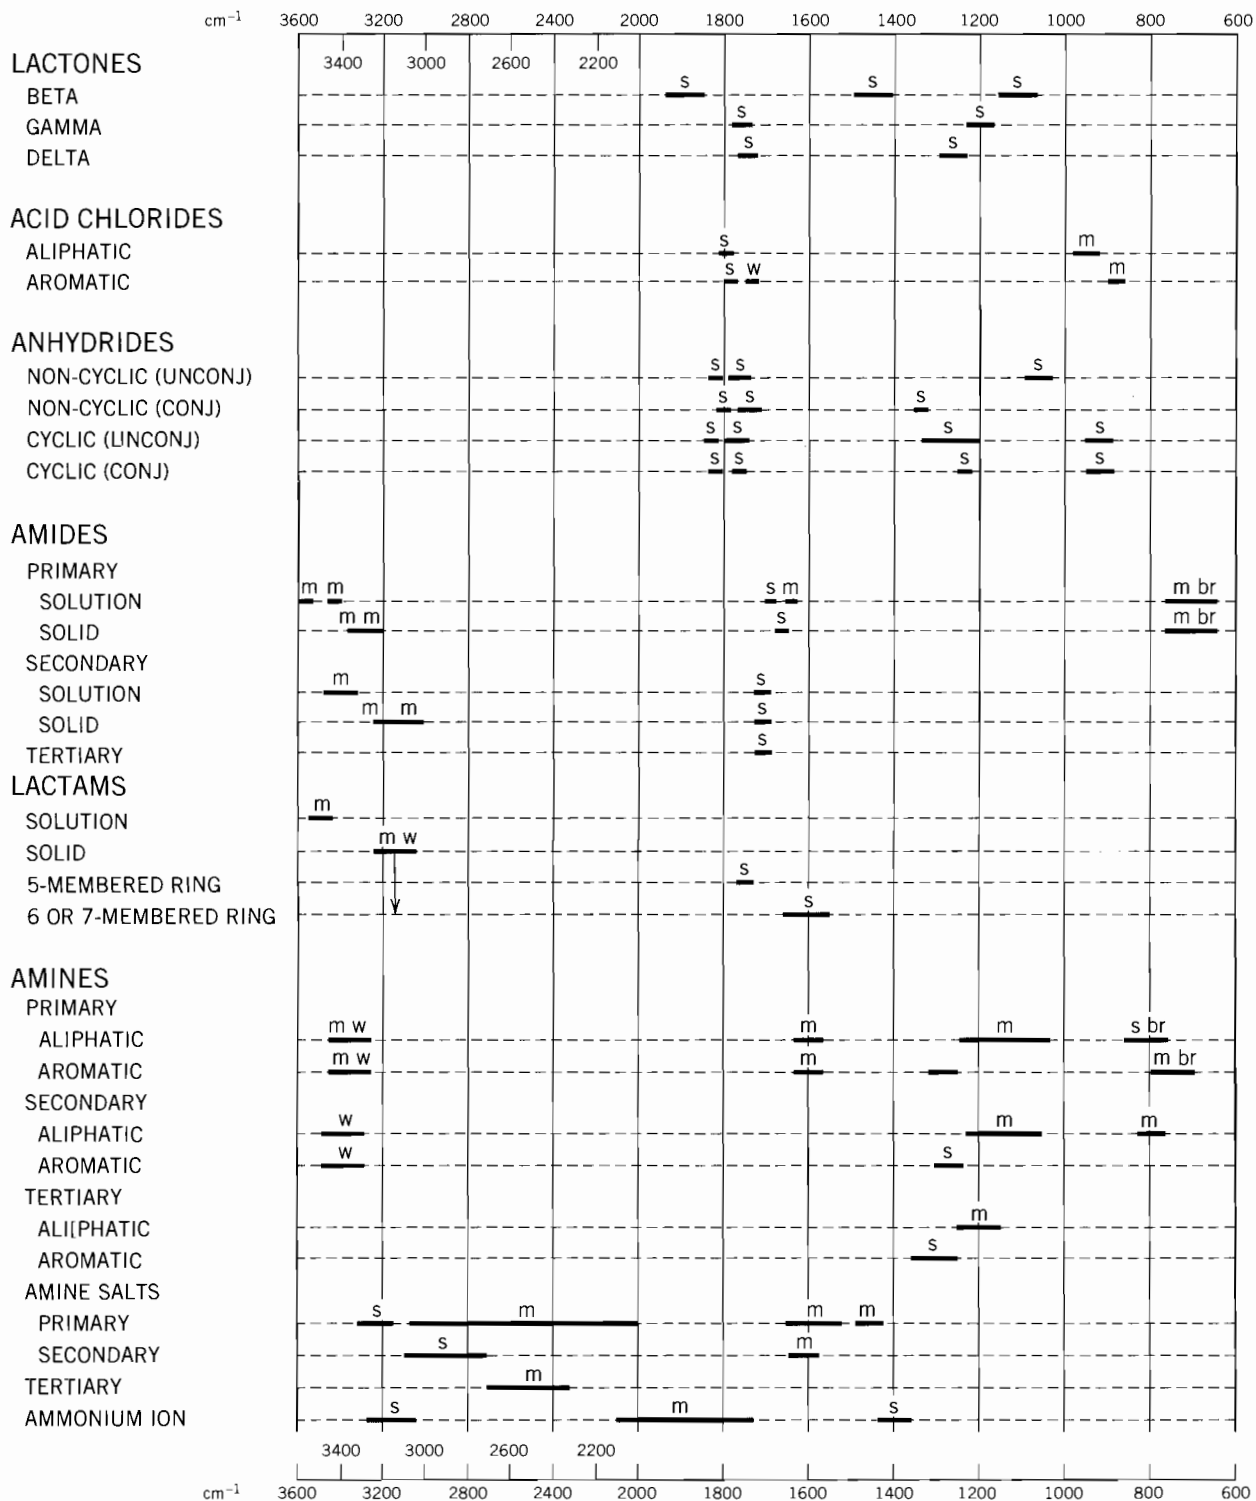 cm⁻¹ 3600 3200 2800 2400 2000 1800 1600 1400 1200 1000 800 600
3400 3000 2600 2200
LACTONES
s s s
BETA
s s
GAMMA
s s
DELTA
ACID CHLORIDES
s m
ALIPHATIC
s w m
AROMATIC
ANHYDRIDES
s s s
NON-CYCLIC (UNCONJ)
s s s
NON-CYCLIC (CONJ)
s s s s
CYCLIC (UNCONJ)
s s s s
CYCLIC (CONJ)
AMIDES
PRIMARY
m m s m m br
SOLUTION
m m s m br
SOLID
SECONDARY
m s
SOLUTION
m m s
SOLID
s
TERTIARY
LACTAMS
m
SOLUTION
m w
SOLID
s
5-MEMBERED RING
s
6 OR 7-MEMBERED RING
AMINES
PRIMARY
m w m m s br
ALIPHATIC
m w m m br
AROMATIC
SECONDARY
w m m
ALIPHATIC
w s
AROMATIC
TERTIARY
m
ALI[PHATIC
s
AROMATIC
AMINE SALTS
s m m m
PRIMARY
s m
SECONDARY
m
TERTIARY
s m s
AMMONIUM ION
3400 3000 2600 2200
cm⁻¹ 3600 3200 2800 2400 2000 1800 1600 1400 1200 1000 800 600